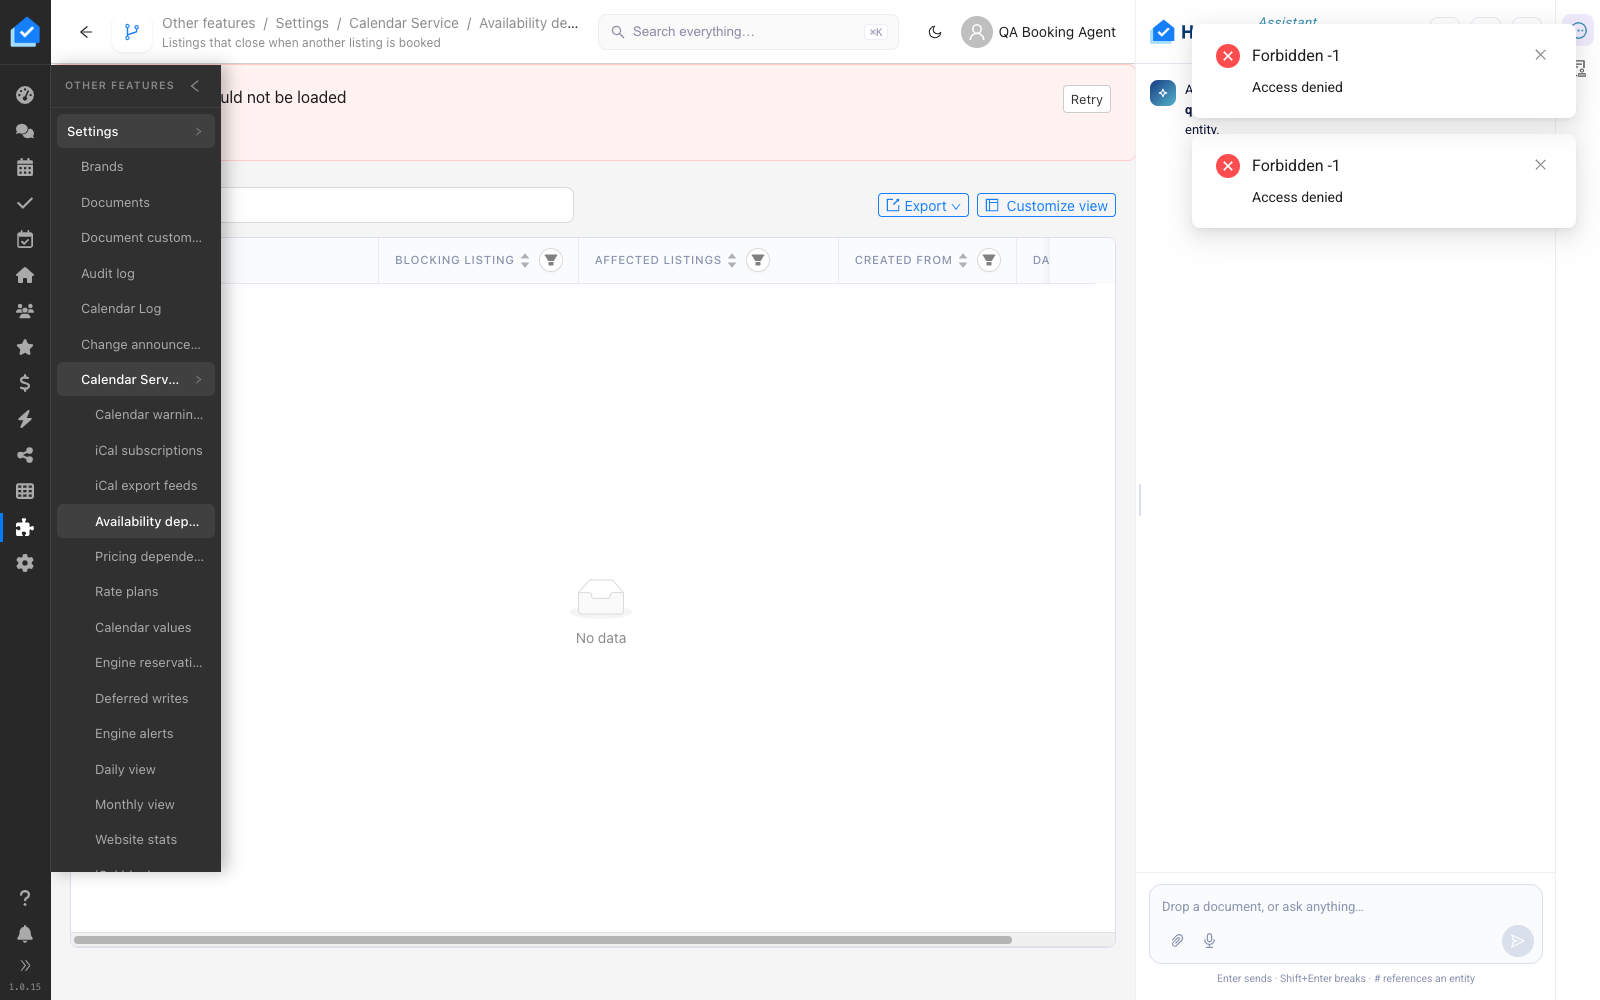 Other features / Settings / Calendar Service / Availability de...
Listings that close when another listing is booked
Search everything...
⌘K
QA Booking Agent
Assistant
H
Forbidden -1
Access denied
Forbidden -1
Access denied
A
q
entity.
OTHER FEATURES
Settings
Brands
Documents
Document custom...
Audit log
Calendar Log
Change announce...
Calendar Serv...
Calendar warnin...
iCal subscriptions
iCal export feeds
Availability dep...
Pricing depende...
Rate plans
Calendar values
Engine reservati...
Deferred writes
Engine alerts
Daily view
Monthly view
Website stats
uld not be loaded
Retry
Export
Customize view
BLOCKING LISTING
AFFECTED LISTINGS
CREATED FROM
DA
No data
1.0.15
Drop a document, or ask anything...
Enter sends · Shift+Enter breaks · # references an entity